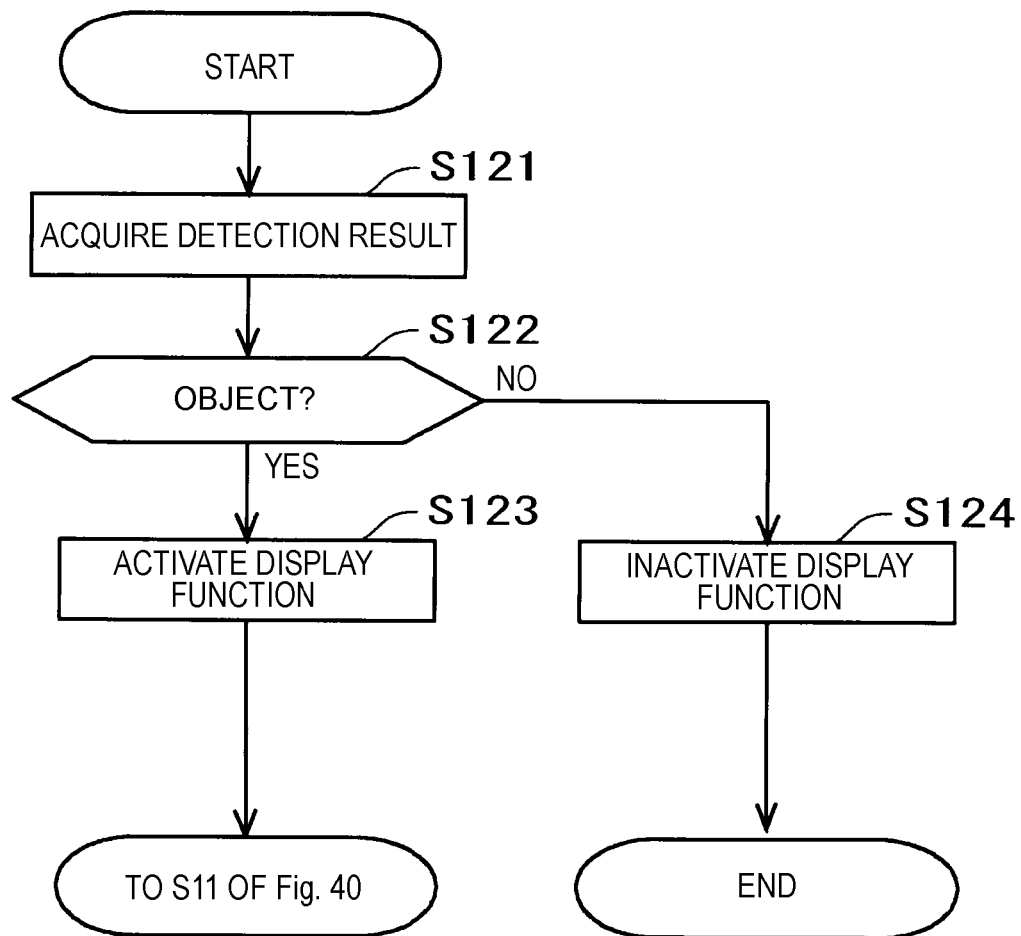 START
S121
ACQUIRE DETECTION RESULT
S122
OBJECT?
NO
YES
S123
ACTIVATE DISPLAY
FUNCTION
S124
INACTIVATE DISPLAY
FUNCTION
TO S11 OF Fig. 40
END